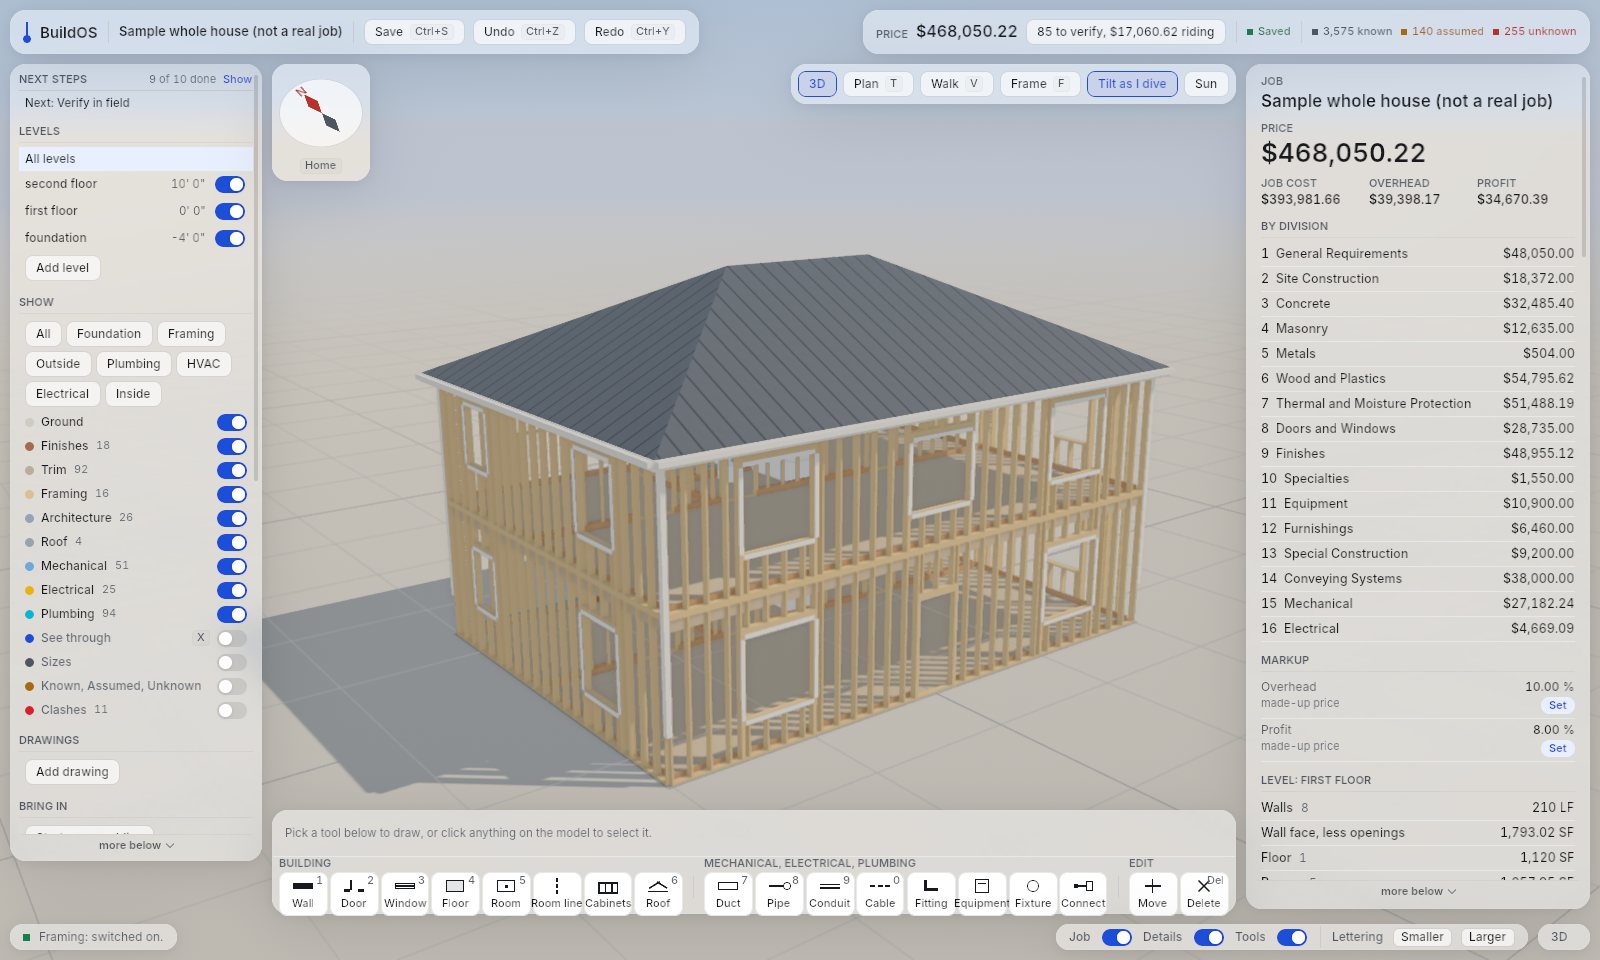 BuildOS
Sample whole house (not a real job)
Save Ctrl+S
Undo Ctrl+Z
Redo Ctrl+Y
PRICE $468,050.22
85 to verify, $17,060.62 riding
Saved
3,575 known
140 assumed
255 unknown
NEXT STEPS 9 of 10 done Show
Next: Verify in field
LEVELS
All levels
second floor 10' 0"
first floor 0' 0"
foundation -4' 0"
Add level
SHOW
All Foundation Framing
Outside Plumbing HVAC
Electrical Inside
Ground
Finishes 18
Trim 92
Framing 16
Architecture 26
Roof 4
Mechanical 51
Electrical 25
Plumbing 94
See through X
Sizes
Known, Assumed, Unknown
Clashes 11
DRAWINGS
Add drawing
BRING IN
more below
N
Home
3D
Plan T
Walk V
Frame F
Tilt as I dive
Sun
JOB
Sample whole house (not a real job)
PRICE
$468,050.22
JOB COST OVERHEAD PROFIT
$393,981.66 $39,398.17 $34,670.39
BY DIVISION
1 General Requirements $48,050.00
2 Site Construction $18,372.00
3 Concrete $32,485.40
4 Masonry $12,635.00
5 Metals $504.00
6 Wood and Plastics $54,795.62
7 Thermal and Moisture Protection $51,488.19
8 Doors and Windows $28,735.00
9 Finishes $48,955.12
10 Specialties $1,550.00
11 Equipment $10,900.00
12 Furnishings $6,460.00
13 Special Construction $9,200.00
14 Conveying Systems $38,000.00
15 Mechanical $27,182.24
16 Electrical $4,669.09
MARKUP
Overhead 10.00 %
made-up price Set
Profit 8.00 %
made-up price Set
LEVEL: FIRST FLOOR
Walls 8 210 LF
Wall face, less openings 1,793.02 SF
Floor 1 1,120 SF
more below
Pick a tool below to draw, or click anything on the model to select it.
BUILDING
Wall 1
Door 2
Window 3
Floor 4
Room 5
Room line
Cabinets
Roof 6
MECHANICAL, ELECTRICAL, PLUMBING
Duct 7
Pipe 8
Conduit 9
Cable 0
Fitting
Equipment
Fixture
Connect
EDIT
Move
Delete Del
Framing: switched on.
Job Details Tools Lettering Smaller Larger 3D